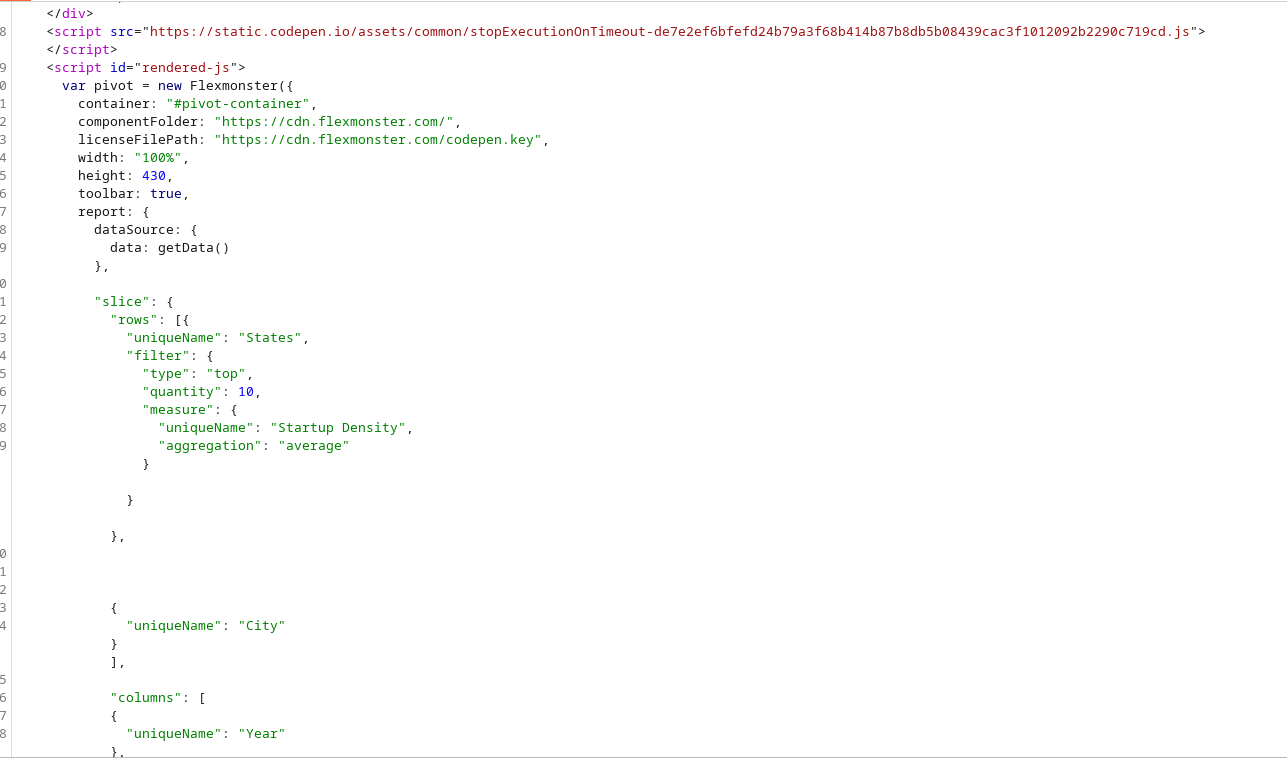 </div>
8 <script src="https://static.codepen.io/assets/common/stopExecutionOnTimeout-de7e2ef6bfefd24b79a3f68b414b87b8db5b08439cac3f1012092b2290c719cd.js">
</script>
9 <script id="rendered-js">
0 var pivot = new Flexmonster({
1 container: "#pivot-container",
2 componentFolder: "https://cdn.flexmonster.com/",
3 licenseFilePath: "https://cdn.flexmonster.com/codepen.key",
4 width: "100%",
5 height: 430,
6 toolbar: true,
7 report: {
8 dataSource: {
9 data: getData()
},
0
1 "slice": {
2 "rows": [{
3 "uniqueName": "States",
4 "filter": {
5 "type": "top",
6 "quantity": 10,
7 "measure": {
8 "uniqueName": "Startup Density",
9 "aggregation": "average"
}
}
},
0
1
2
3 {
4 "uniqueName": "City"
}
],
5
6 "columns": [
7 {
8 "uniqueName": "Year"
},